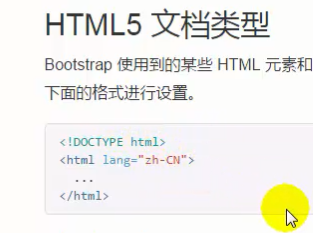 HTML5 文档类型
Bootstrap 使用到的某些 HTML 元素和
下面的格式进行设置。
<!DOCTYPE html>
<html lang="zh-CN">
...
</html>